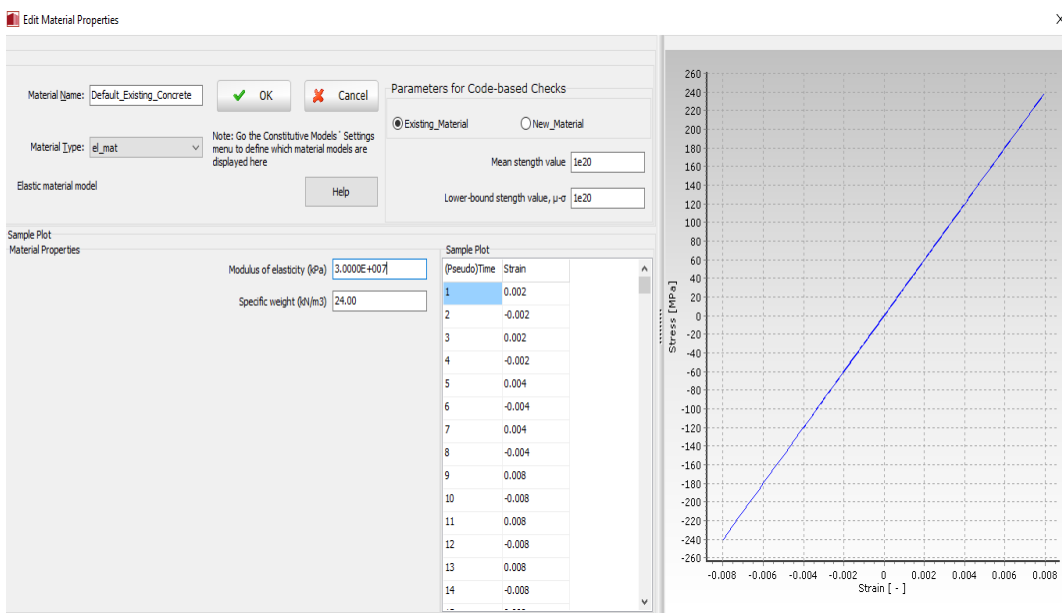 Edit Material Properties
Material Name: Default_Existing_Concrete
OK
Cancel
Material Type: el_mat
Note: Go the Constitutive Models` Settings
menu to define which material models are
displayed here
Elastic material model
Help
Parameters for Code-based Checks
Existing_Material
New_Material
Mean stength value 1e20
Lower-bound stength value, μ-σ 1e20
Sample Plot
Material Properties
Modulus of elasticity (kPa) 3.0000E+007
Specific weight (kN/m3) 24.00
Sample Plot
(Pseudo)Time Strain
1 0.002
2 -0.002
3 0.002
4 -0.002
5 0.004
6 -0.004
7 0.004
8 -0.004
9 0.008
10 -0.008
11 0.008
12 -0.008
13 0.008
14 -0.008
Stress [MPa]
260
240
220
200
180
160
140
120
100
80
60
40
20
0
-20
-40
-60
-80
-100
-120
-140
-160
-180
-200
-220
-240
-260
-0.008 -0.006 -0.004 -0.002 0 0.002 0.004 0.006 0.008
Strain [ - ]